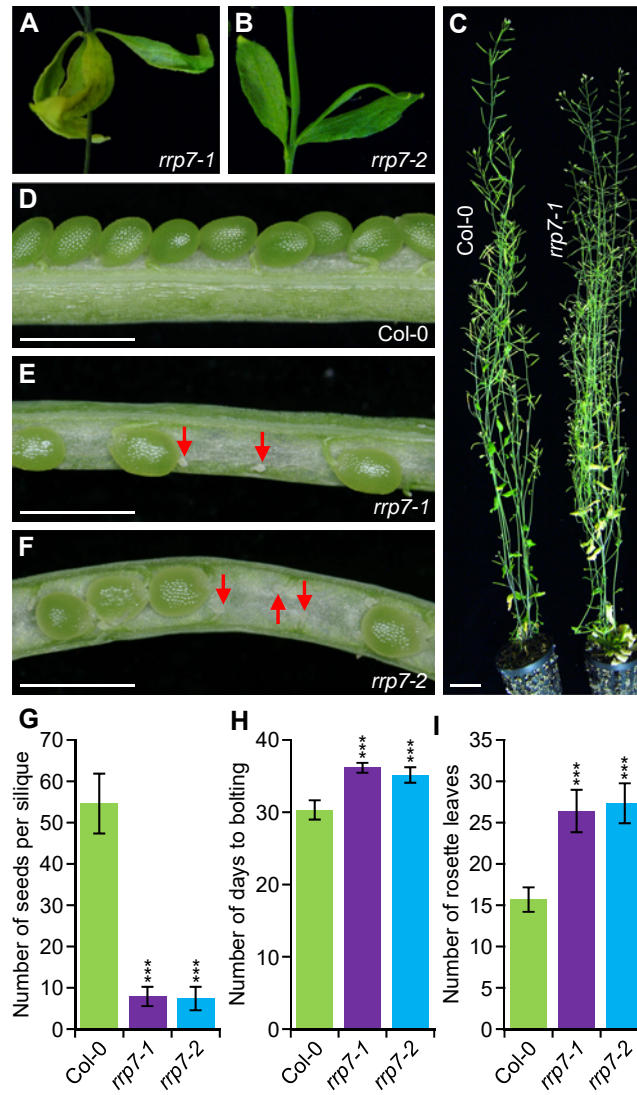 A
rrp7-1
B
rrp7-2
C
Col-0
rrp7-1
D
Col-0
E
rrp7-1
F
rrp7-2
G
Number of seeds per silique
70
60
50
40
30
20
10
0
***
***
Col-0
rrp7-1
rrp7-2
H
Number of days to bolting
40
30
20
10
0
***
***
Col-0
rrp7-1
rrp7-2
I
Number of rosette leaves
35
30
25
20
15
10
5
0
***
***
Col-0
rrp7-1
rrp7-2